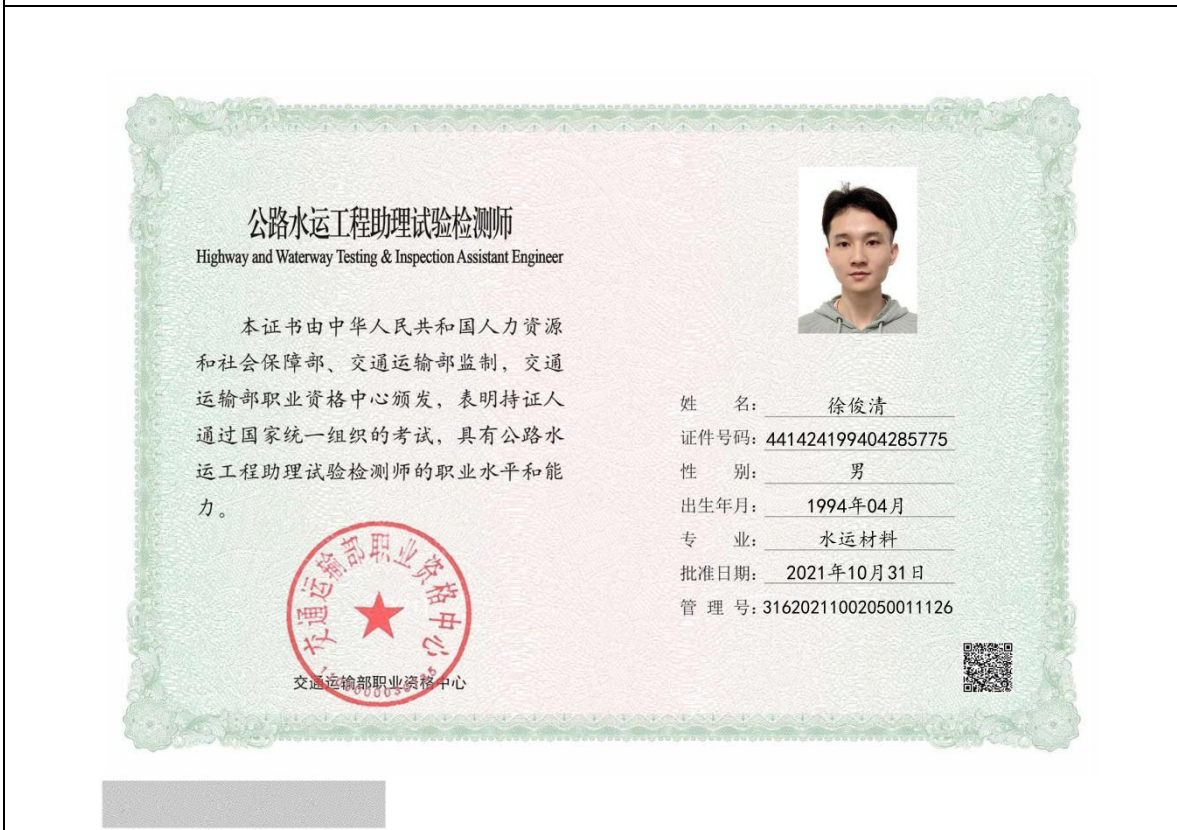 公路水运工程助理试验检测师
Highway and Waterway Testing & Inspection Assistant Engineer
本证书由中华人民共和国人力资源
和社会保障部、交通运输部监制，交通
运输部职业资格中心颁发，表明持证人
通过国家统一组织的考试，具有公路水
运工程助理试验检测师的职业水平和能
力。
交通运输部职业资格中心
交通运输部职业资格中心
姓 名：徐俊清
证件号码：441424199404285775
性 别：男
出生年月：1994年04月
专 业：水运材料
批准日期：2021年10月31日
管 理 号：31620211002050011126